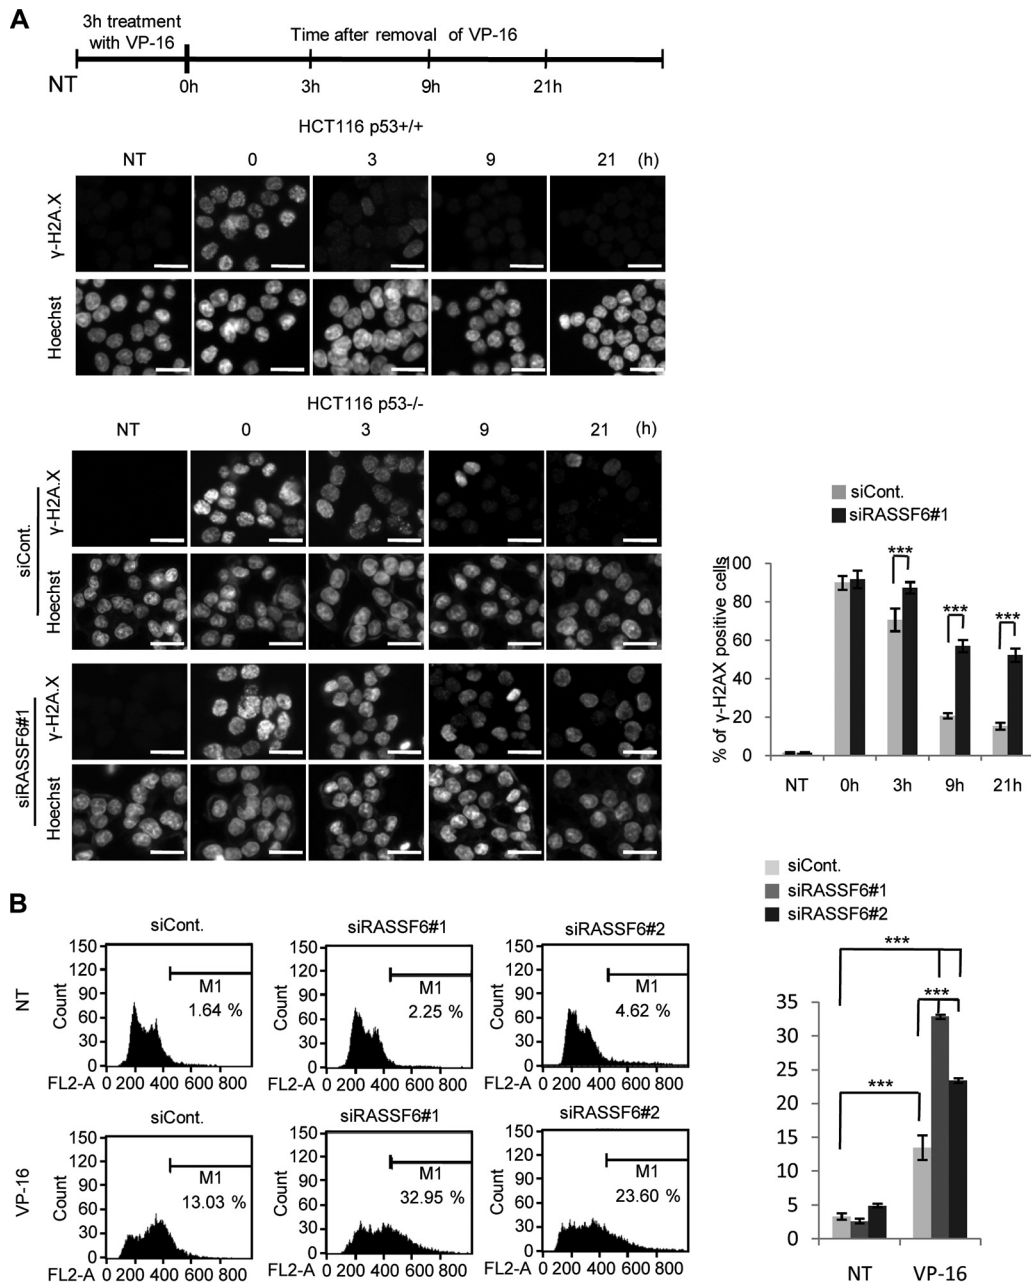 A
3h treatment
with VP-16
Time after removal of VP-16
NT
0h 3h 9h 21h
HCT116 p53+/+
NT 0 3 9 21 (h)
γ-H2A.X
Hoechst
HCT116 p53-/-
NT 0 3 9 21 (h)
siCont.
γ-H2A.X
Hoechst
siRASSF6#1
γ-H2A.X
Hoechst
siCont.
siRASSF6#1
% of γ-H2AX positive cells
100
80
60
40
20
0
*** *** ***
NT 0h 3h 9h 21h
B
siCont. siRASSF6#1 siRASSF6#2
NT
Count
150
120
90
60
30
0
M1
1.64 %
FL2-A 0 200 400 600 800
Count
150
120
90
60
30
0
M1
2.25 %
FL2-A 0 200 400 600 800
Count
150
120
90
60
30
0
M1
4.62 %
FL2-A 0 200 400 600 800
siCont. siRASSF6#1 siRASSF6#2
VP-16
Count
150
120
90
60
30
0
M1
13.03 %
FL2-A 0 200 400 600 800
Count
150
120
90
60
30
0
M1
32.95 %
FL2-A 0 200 400 600 800
Count
150
120
90
60
30
0
M1
23.60 %
FL2-A 0 200 400 600 800
siCont.
siRASSF6#1
siRASSF6#2
***
***
***
35
30
25
20
15
10
5
0
NT VP-16